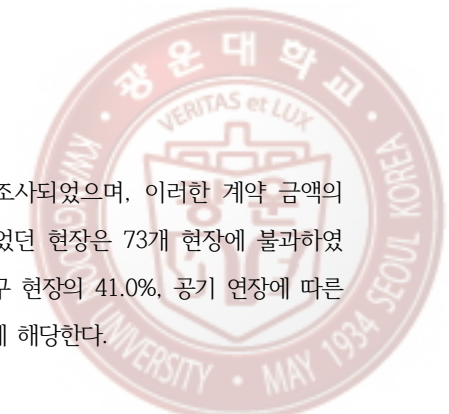 광운대학교
VERITAS et LUX
KWANGWOON UNIVERSITY • MAY 1934 SEOUL KOREA
조사되었으며, 이러한 계약 금액의
었던 현장은 73개 현장에 불과하였
구 현장의 41.0%, 공기 연장에 따른
에 해당한다.